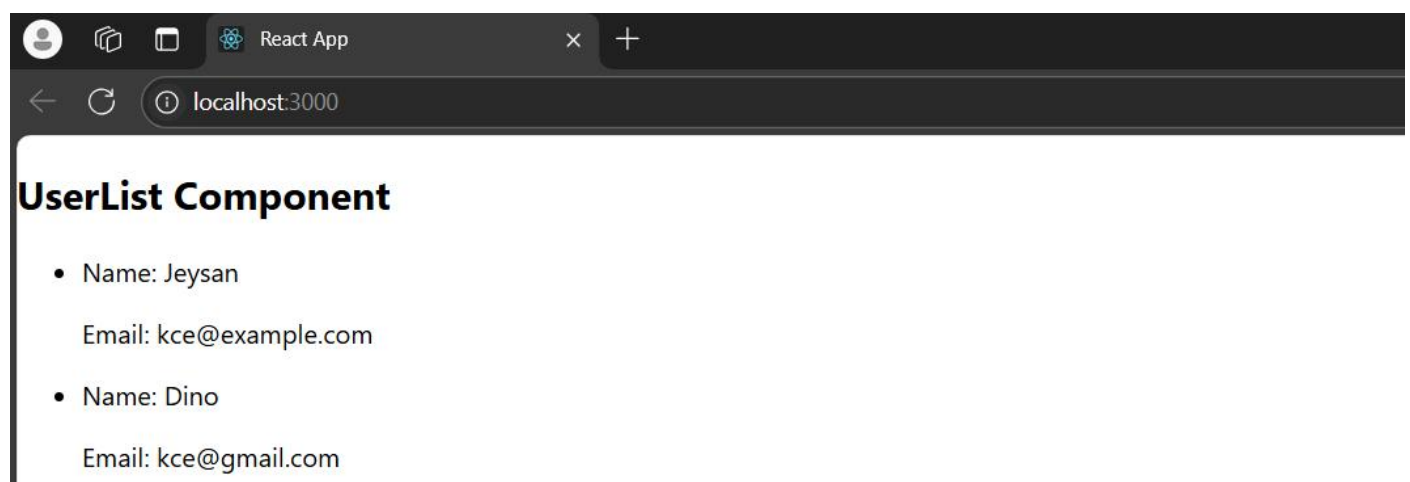 React App
localhost:3000
UserList Component
Name: Jeysan
Email: kce@example.com
Name: Dino
Email: kce@gmail.com